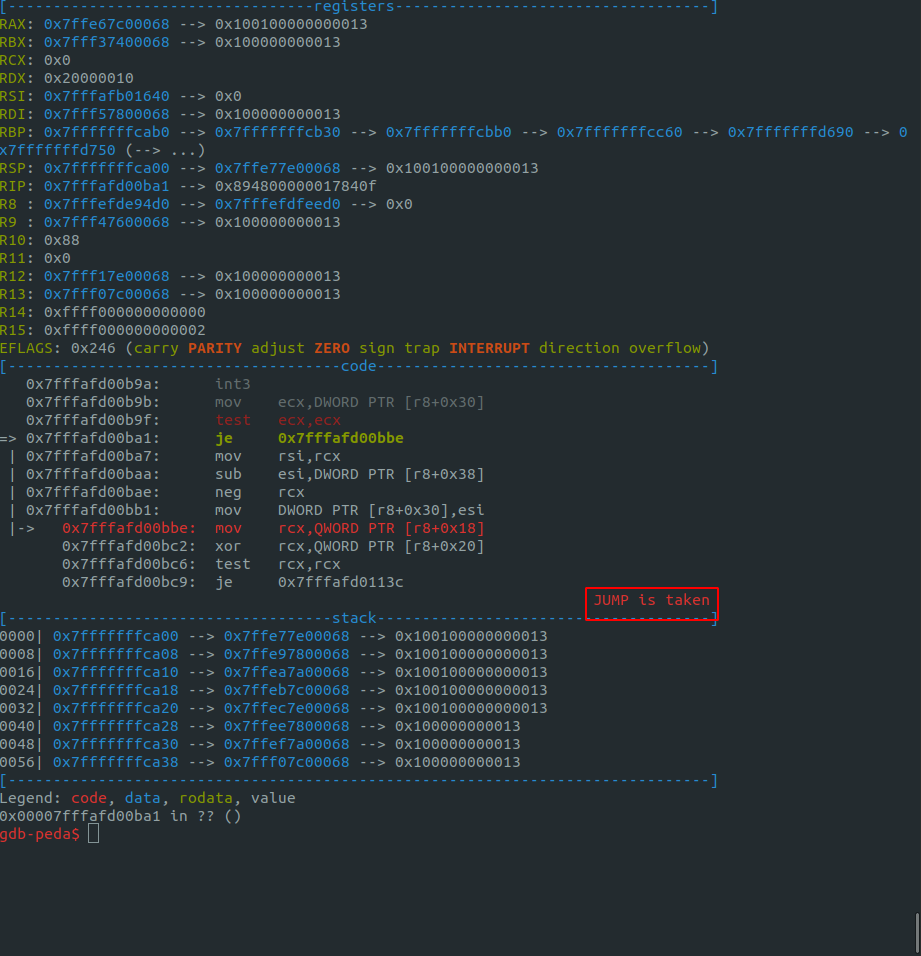 [----------------------------------registers-----------------------------------]
RAX: 0x7ffe67c00068 --> 0x100100000000013
RBX: 0x7fff37400068 --> 0x100000000013
RCX: 0x0
RDX: 0x20000010
RSI: 0x7fffafb01640 --> 0x0
RDI: 0x7fff57800068 --> 0x100000000013
RBP: 0x7fffffffcab0 --> 0x7fffffffcb30 --> 0x7fffffffcbb0 --> 0x7fffffffcc60 --> 0x7fffffffd690 --> 0
x7fffffffd750 (--> ...)
RSP: 0x7fffffffca00 --> 0x7ffe77e00068 --> 0x100100000000013
RIP: 0x7fffafd00ba1 --> 0x894800000017840f
R8 : 0x7fffefde94d0 --> 0x7fffefdfeed0 --> 0x0
R9 : 0x7fff47600068 --> 0x100000000013
R10: 0x88
R11: 0x0
R12: 0x7fff17e00068 --> 0x100000000013
R13: 0x7fff07c00068 --> 0x100000000013
R14: 0xffff000000000000
R15: 0xffff000000000002
EFLAGS: 0x246 (carry PARITY adjust ZERO sign trap INTERRUPT direction overflow)
[-------------------------------------code-------------------------------------]
   0x7fffafd00b9a:	int3
   0x7fffafd00b9b:	mov    ecx,DWORD PTR [r8+0x30]
   0x7fffafd00b9f:	test   ecx,ecx
=> 0x7fffafd00ba1:	je     0x7fffafd00bbe
 | 0x7fffafd00ba7:	mov    rsi,rcx
 | 0x7fffafd00baa:	sub    esi,DWORD PTR [r8+0x38]
 | 0x7fffafd00bae:	neg    rcx
 | 0x7fffafd00bb1:	mov    DWORD PTR [r8+0x30],esi
 |->   0x7fffafd00bbe:	mov    rcx,QWORD PTR [r8+0x18]
       0x7fffafd00bc2:	xor    rcx,QWORD PTR [r8+0x20]
       0x7fffafd00bc6:	test   rcx,rcx
       0x7fffafd00bc9:	je     0x7fffafd0113c
JUMP is taken
[------------------------------------stack-------------------------------------]
0000| 0x7fffffffca00 --> 0x7ffe77e00068 --> 0x100100000000013
0008| 0x7fffffffca08 --> 0x7ffe97800068 --> 0x100100000000013
0016| 0x7fffffffca10 --> 0x7ffea7a00068 --> 0x100100000000013
0024| 0x7fffffffca18 --> 0x7ffeb7c00068 --> 0x100100000000013
0032| 0x7fffffffca20 --> 0x7ffec7e00068 --> 0x100100000000013
0040| 0x7fffffffca28 --> 0x7ffee7800068 --> 0x100000000013
0048| 0x7fffffffca30 --> 0x7ffef7a00068 --> 0x100000000013
0056| 0x7fffffffca38 --> 0x7fff07c00068 --> 0x100000000013
[------------------------------------------------------------------------------]
Legend: code, data, rodata, value
0x00007fffafd00ba1 in ?? ()
gdb-peda$